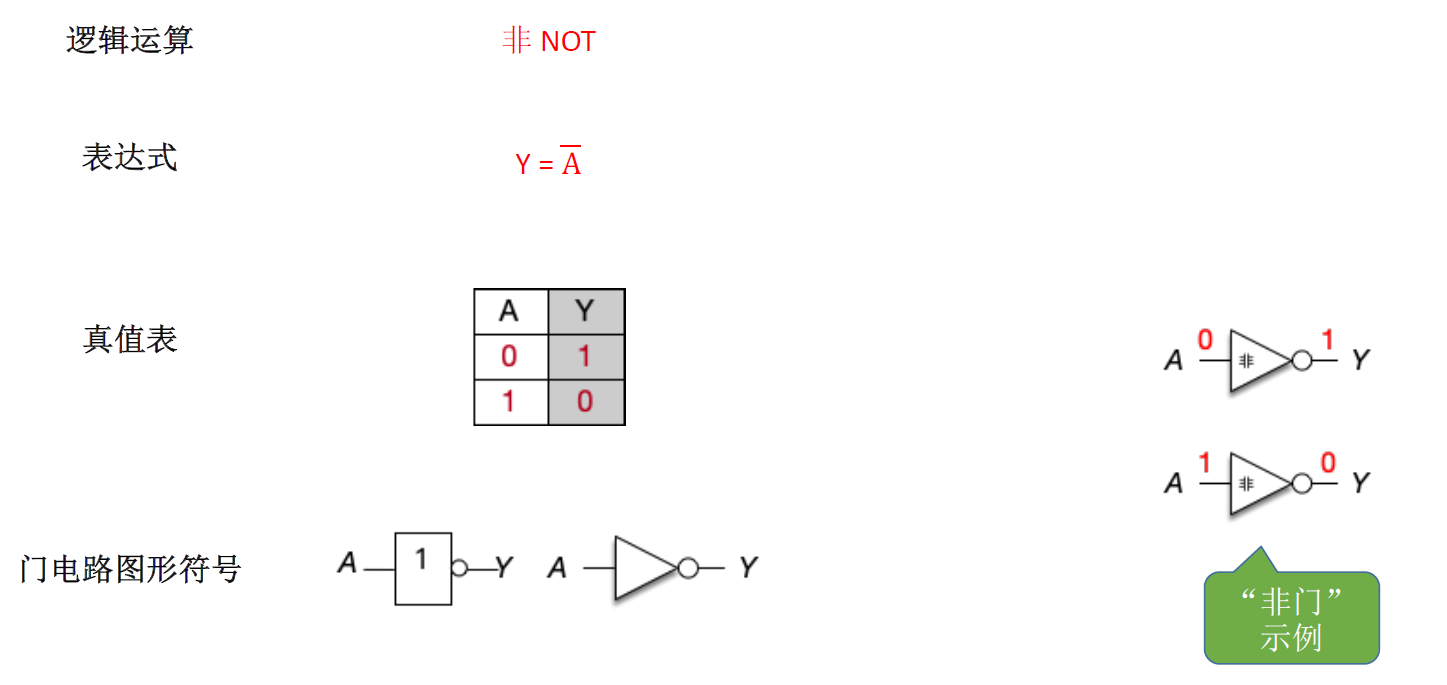 逻辑运算
非 NOT
表达式
Y = A̅
真值表
A Y
0 1
1 0
A 0 非 1 Y
A 1 非 0 Y
门电路图形符号
A 1 Y A Y
“非门”
示例